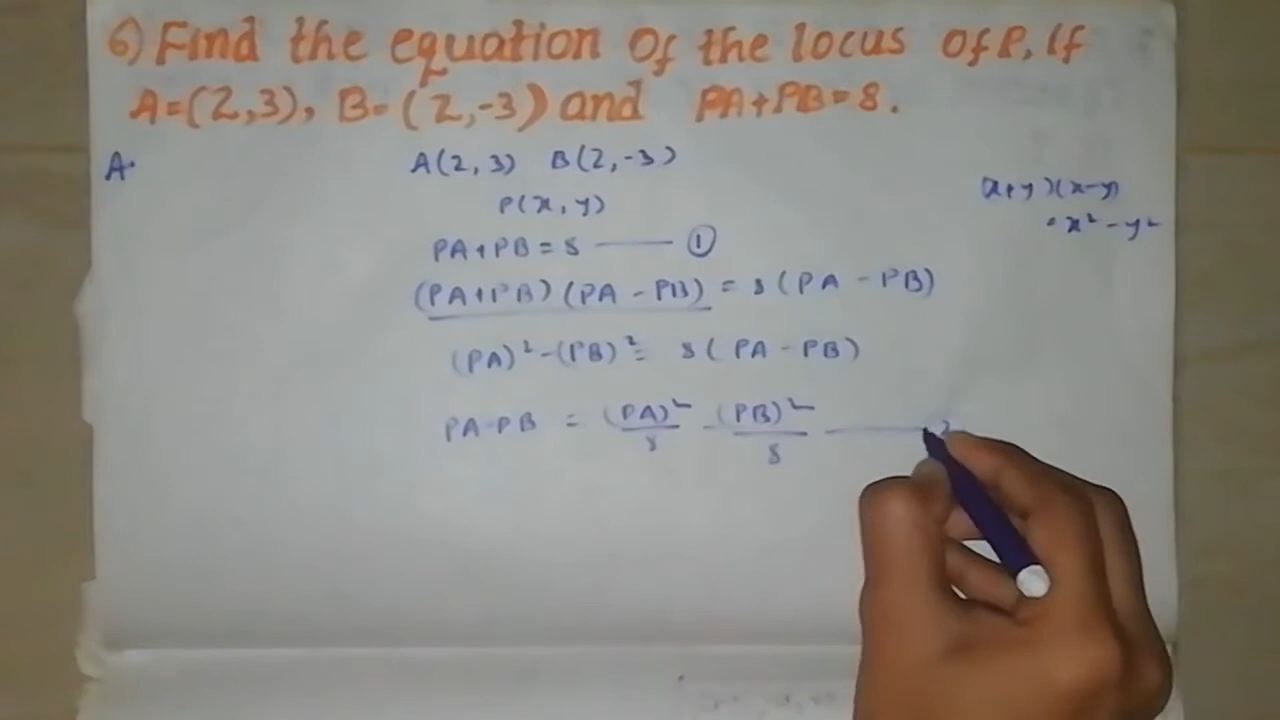 6) Find the equation Of the locus Of P, If
A=(2,3), B=(2,-3) and PA+PB=8.
A. A(2,3) B(2,-3)
P(x,y)
(x+y)(x-y)
= x² - y²
PA+PB = 8 —— ①
(PA+PB)(PA - PB) = 8(PA - PB)
(PA)² - (PB)² = 8(PA - PB)
PA-PB = (PA)²/8 - (PB)²/8 ——